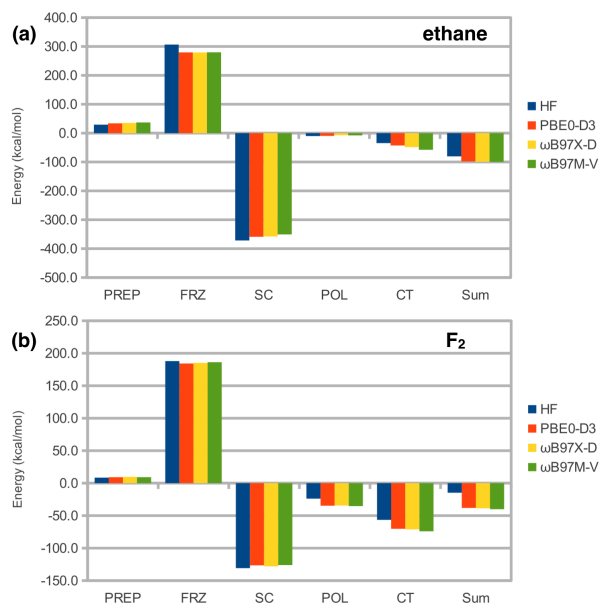 (a)
ethane
400.0
300.0
200.0
100.0
0.0
-100.0
-200.0
-300.0
-400.0
-500.0
Energy (kcal/mol)
PREP FRZ SC POL CT Sum
HF
PBE0-D3
ωB97X-D
ωB97M-V
(b)
F₂
250.0
200.0
150.0
100.0
50.0
0.0
-50.0
-100.0
-150.0
Energy (kcal/mol)
PREP FRZ SC POL CT Sum
HF
PBE0-D3
ωB97X-D
ωB97M-V